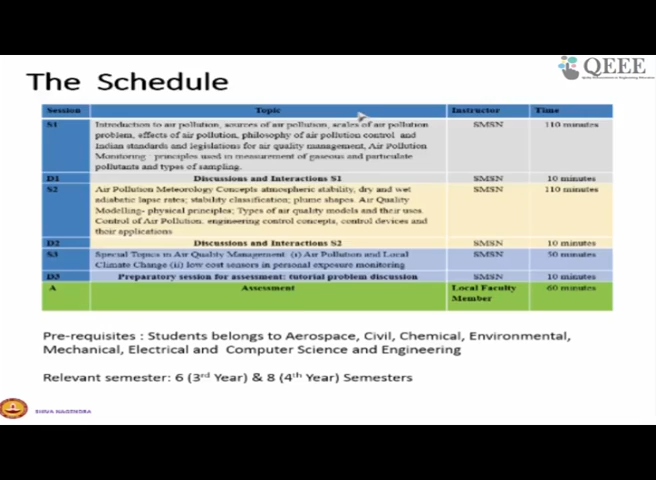 QEEE
The Schedule
Session Topic Instructor Time
S1 Introduction to air pollution, sources of air pollution, scales of air pollution SMSN 110 minutes
problem, effects of air pollution, philosophy of air pollution control and
Indian standards and legislations for air quality management, Air Pollution
Monitoring principles used in measurement of gaseous and particulate
pollutants and types of sampling.
D1 Discussions and Interactions S1 SMSN 10 minutes
S2 Air Pollution Meteorology Concepts atmospheric stability, dry and wet SMSN 110 minutes
adiabatic lapse rates; stability classification; plume shapes. Air Quality
Modelling- physical principles; Types of air quality models and their uses.
Control of Air Pollution. engineering control concepts, control devices and
their applications
D2 Discussions and Interactions S2 SMSN 10 minutes
S3 Special Topics in Air Quality Management: (i) Air Pollution and Local SMSN 50 minutes
Climate Change (ii) low cost sensors in personal exposure monitoring
D3 Preparatory session for assessment: tutorial problem discussion SMSN 10 minutes
A Assessment Local Faculty 60 minutes
Member
Pre-requisites : Students belongs to Aerospace, Civil, Chemical, Environmental,
Mechanical, Electrical and Computer Science and Engineering
Relevant semester: 6 (3rd Year) & 8 (4th Year) Semesters
SHIVA NAGENDRA